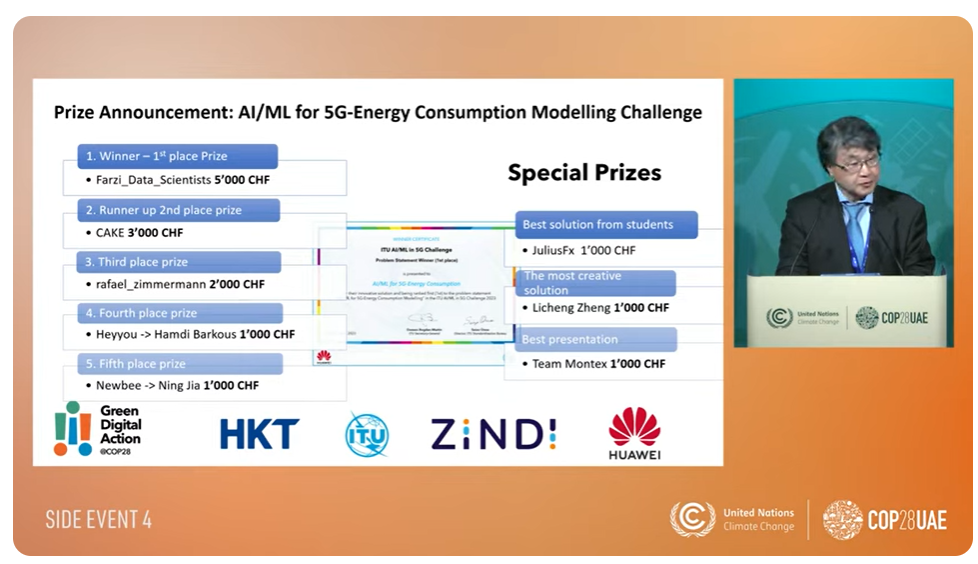 Prize Announcement: AI/ML for 5G-Energy Consumption Modelling Challenge
1. Winner – 1st place Prize
• Farzi_Data_Scientists 5’000 CHF
2. Runner up 2nd place prize
• CAKE 3’000 CHF
3. Third place prize
• rafael_zimmermann 2’000 CHF
4. Fourth place prize
• Heyyou -> Hamdi Barkous 1’000 CHF
5. Fifth place prize
• Newbee -> Ning Jia 1’000 CHF
WINNER CERTIFICATE
ITU AI/ML in 5G Challenge
Problem Statement Winner (1st place)
is presented to
AI/ML for 5G-Energy Consumption
Special Prizes
Best solution from students
• JuliusFx 1’000 CHF
The most creative
solution
• Licheng Zheng 1’000 CHF
Best presentation
• Team Montex 1’000 CHF
Green
Digital
Action
@COP28
HKT
ITU
ZiNDi
HUAWEI
United Nations
Climate Change
COP28UAE
SIDE EVENT 4
United Nations
Climate Change
COP28UAE